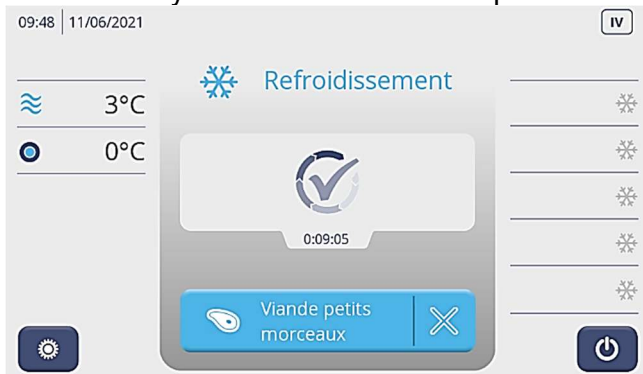 09:48 11/06/2021
IV
Refroidissement
3°C
0°C
0:09:05
Viande petits
morceaux